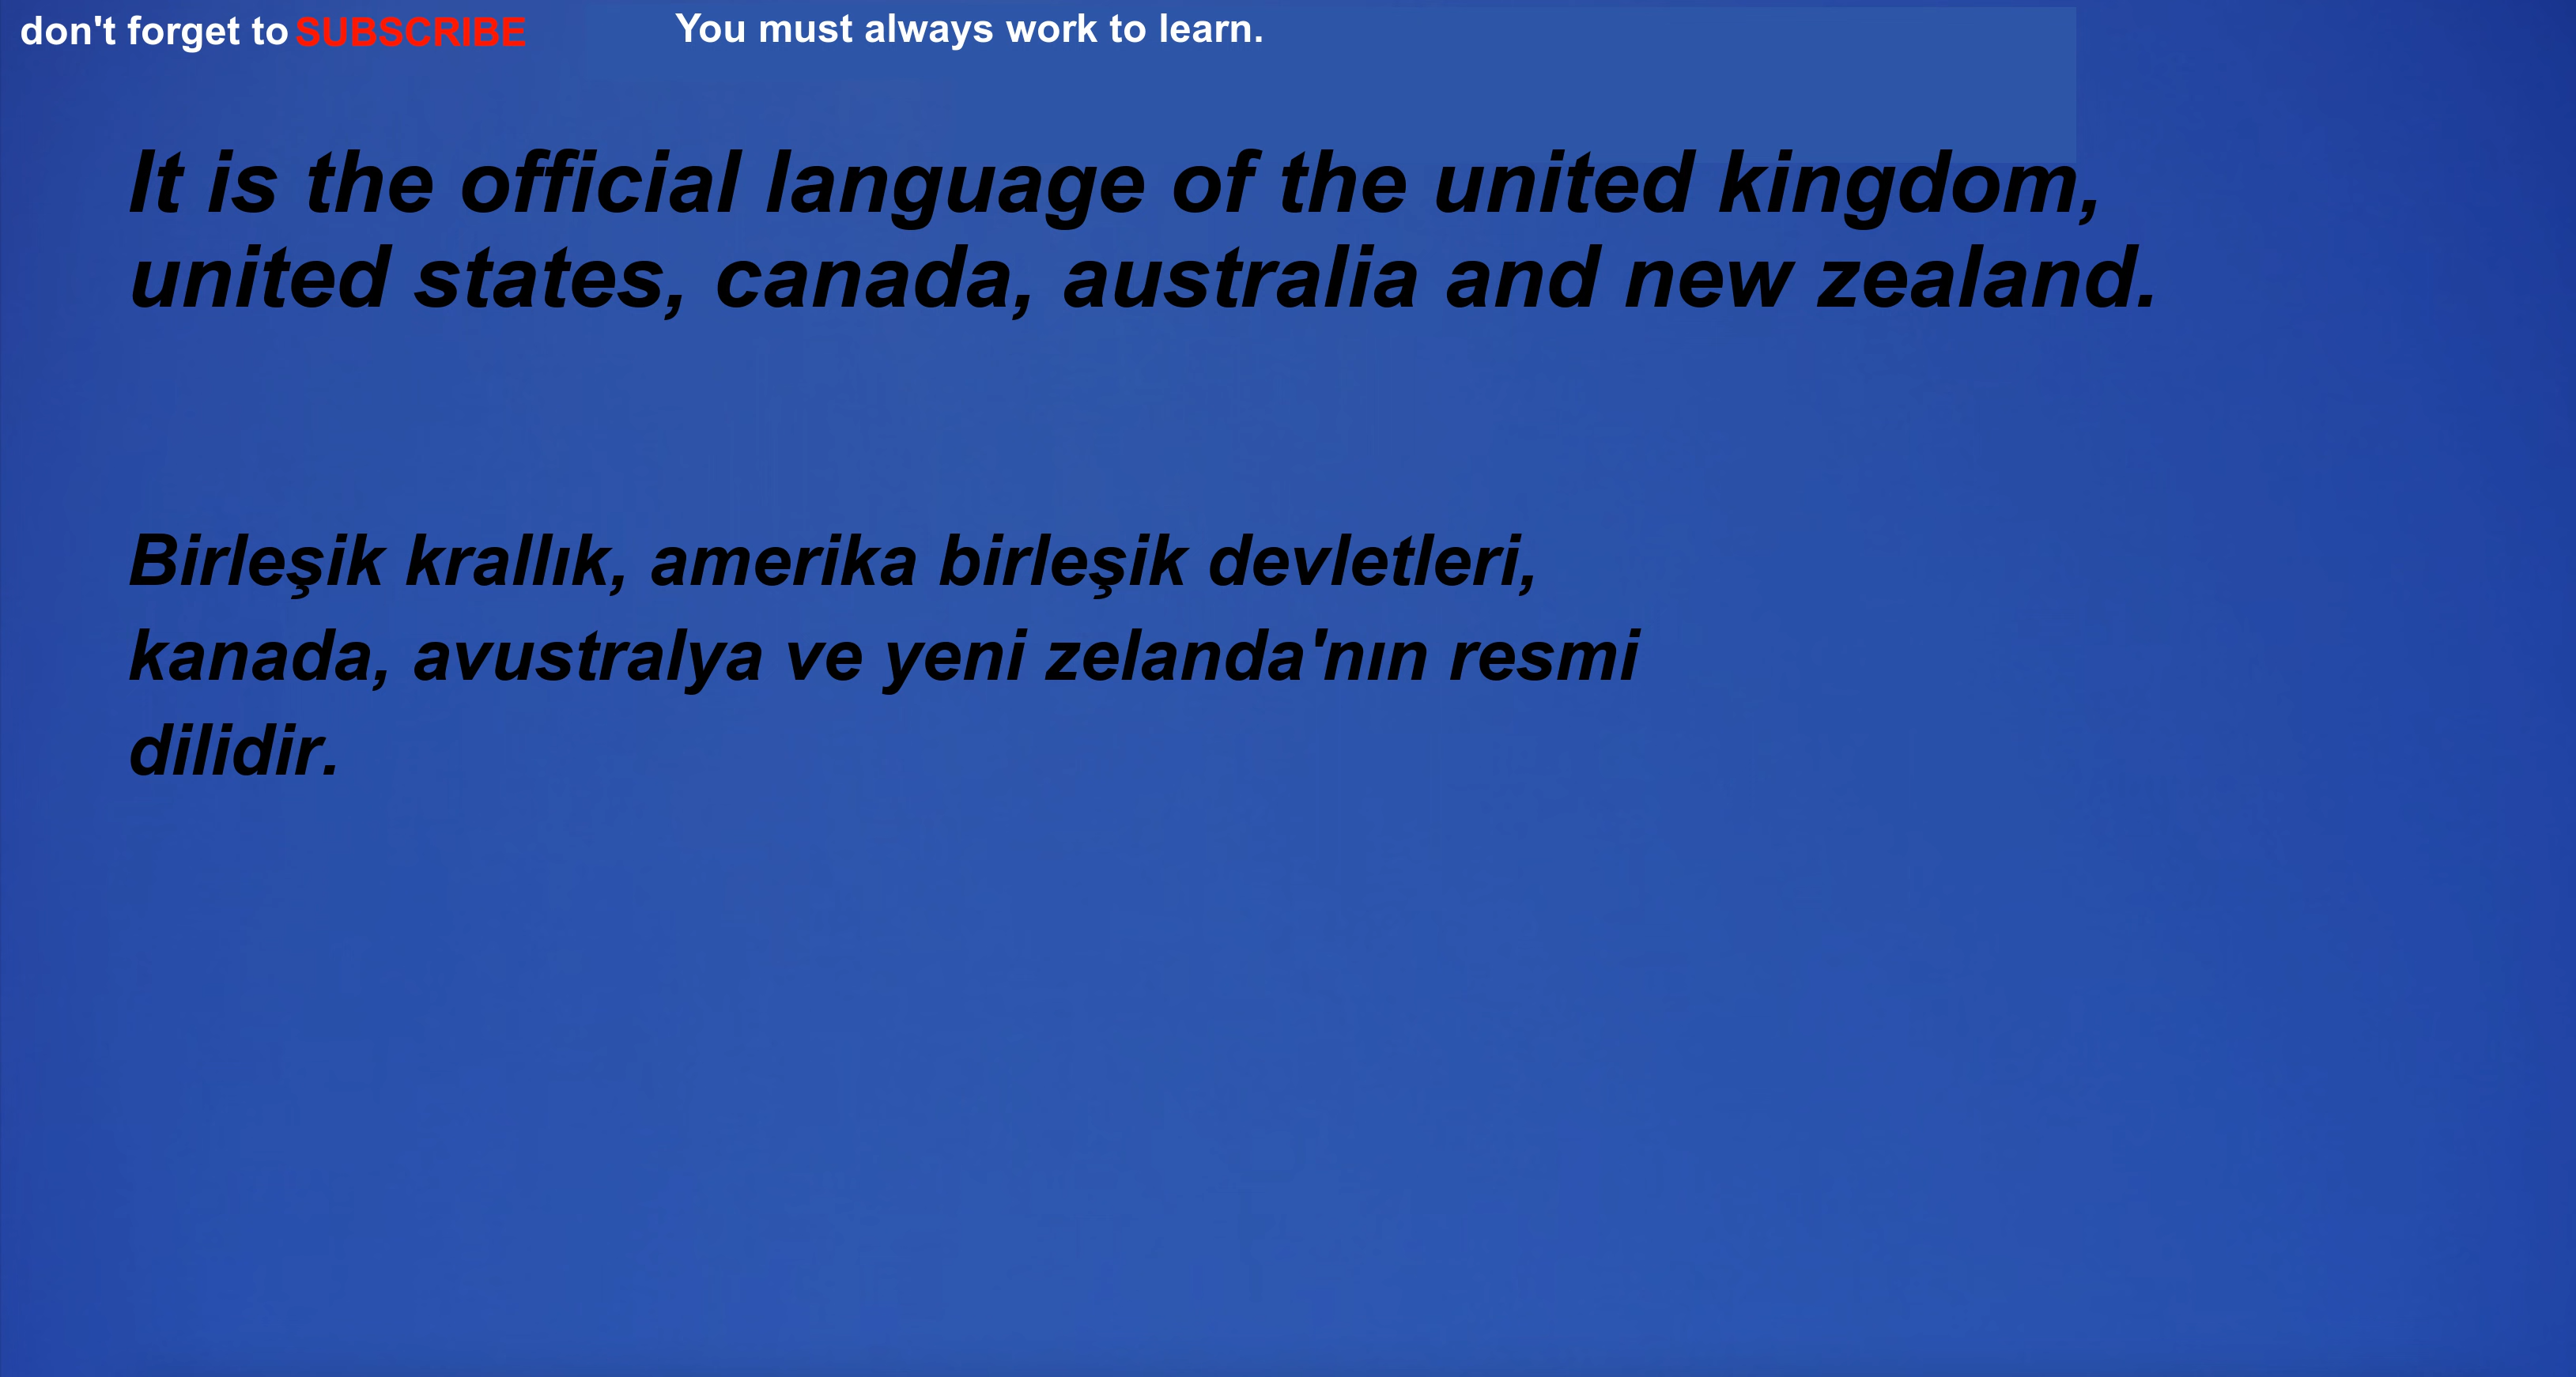 don't forget to SUBSCRIBE You must always work to learn.
It is the official language of the united kingdom,
united states, canada, australia and new zealand.
Birleşik krallık, amerika birleşik devletleri,
kanada, avustralya ve yeni zelanda'nın resmi
dilidir.